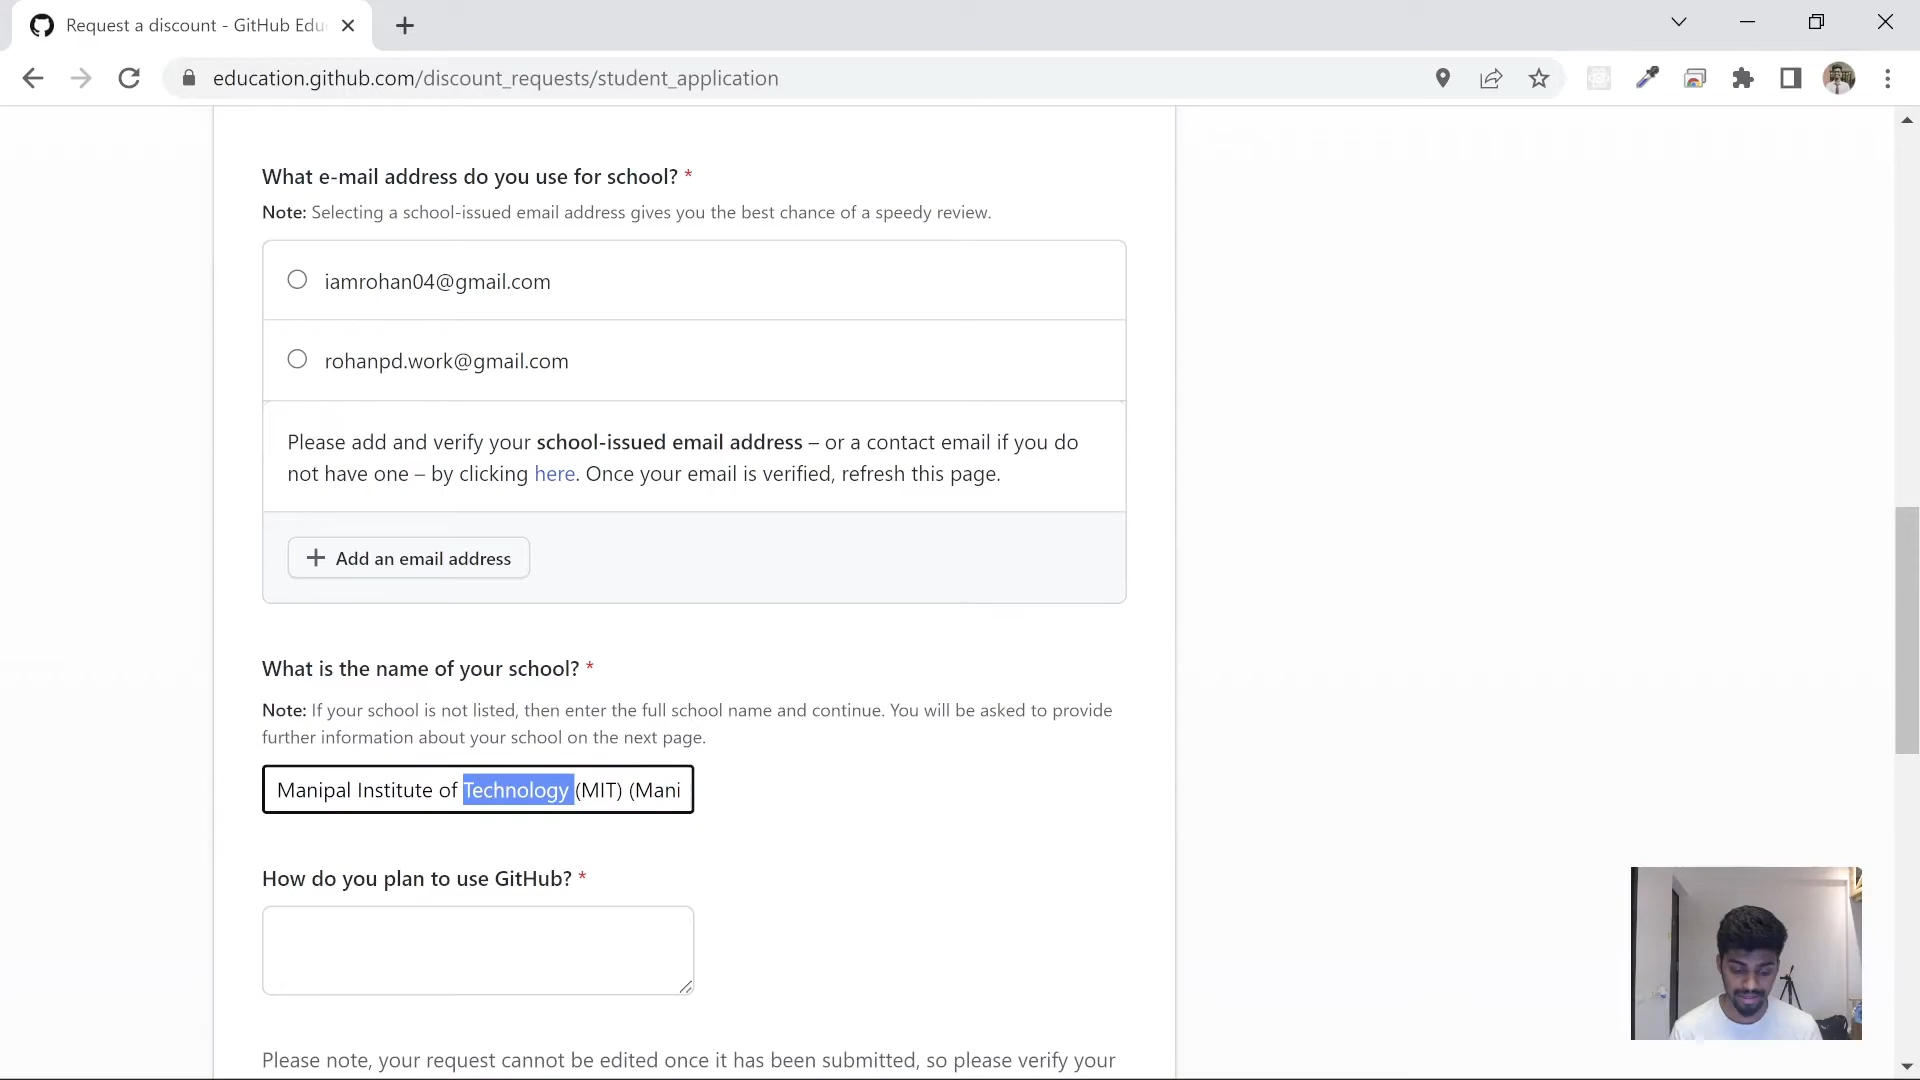 Request a discount - GitHub Edu
education.github.com/discount_requests/student_application
What e-mail address do you use for school? *
Note: Selecting a school-issued email address gives you the best chance of a speedy review.
iamrohan04@gmail.com
rohanpd.work@gmail.com
Please add and verify your school-issued email address – or a contact email if you do
not have one – by clicking here. Once your email is verified, refresh this page.
Add an email address
What is the name of your school? *
Note: If your school is not listed, then enter the full school name and continue. You will be asked to provide
further information about your school on the next page.
Manipal Institute of Technology (MIT) (Mani
How do you plan to use GitHub? *
Please note, your request cannot be edited once it has been submitted, so please verify your